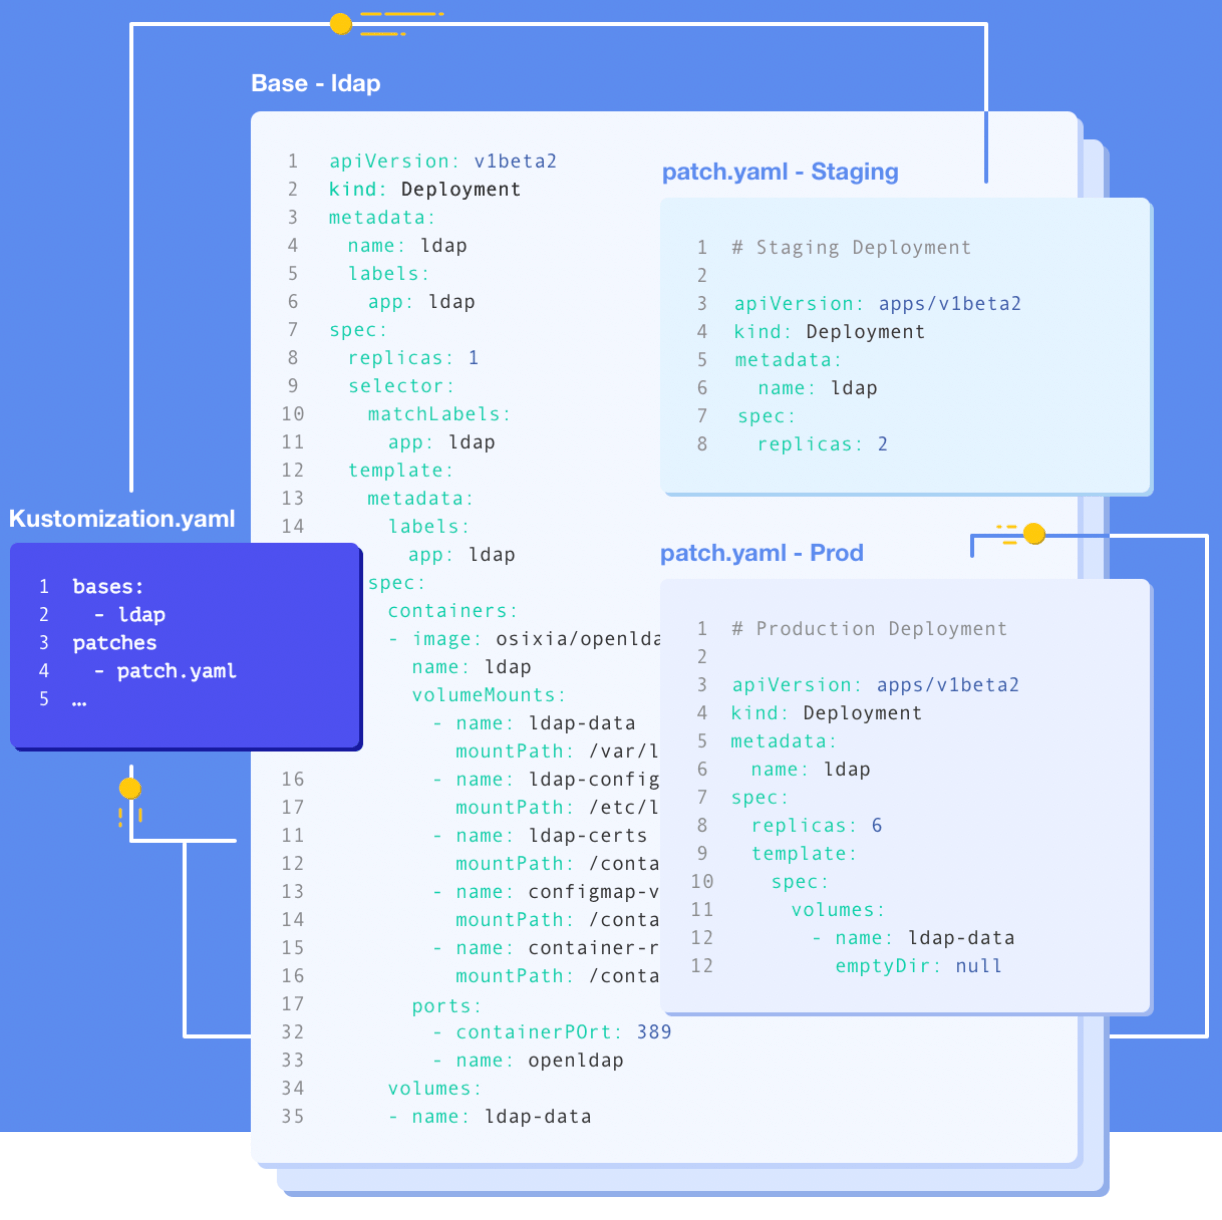 Base - ldap
1 apiVersion: v1beta2
2 kind: Deployment
3 metadata:
4 name: ldap
5 labels:
6 app: ldap
7 spec:
8 replicas: 1
9 selector:
10 matchLabels:
11 app: ldap
12 template:
13 metadata:
14 labels:
app: ldap
spec:
containers:
- image: osixia/openlda
name: ldap
volumeMounts:
- name: ldap-data
mountPath: /var/l
16 - name: ldap-config
17 mountPath: /etc/l
11 - name: ldap-certs
12 mountPath: /conta
13 - name: configmap-v
14 mountPath: /conta
15 - name: container-r
16 mountPath: /conta
17 ports:
32 - containerPOrt: 389
33 - name: openldap
34 volumes:
35 - name: ldap-data
patch.yaml - Staging
1 # Staging Deployment
2
3 apiVersion: apps/v1beta2
4 kind: Deployment
5 metadata:
6 name: ldap
7 spec:
8 replicas: 2
Kustomization.yaml
1 bases:
2 - ldap
3 patches
4 - patch.yaml
5 …
patch.yaml - Prod
1 # Production Deployment
2
3 apiVersion: apps/v1beta2
4 kind: Deployment
5 metadata:
6 name: ldap
7 spec:
8 replicas: 6
9 template:
10 spec:
11 volumes:
12 - name: ldap-data
12 emptyDir: null